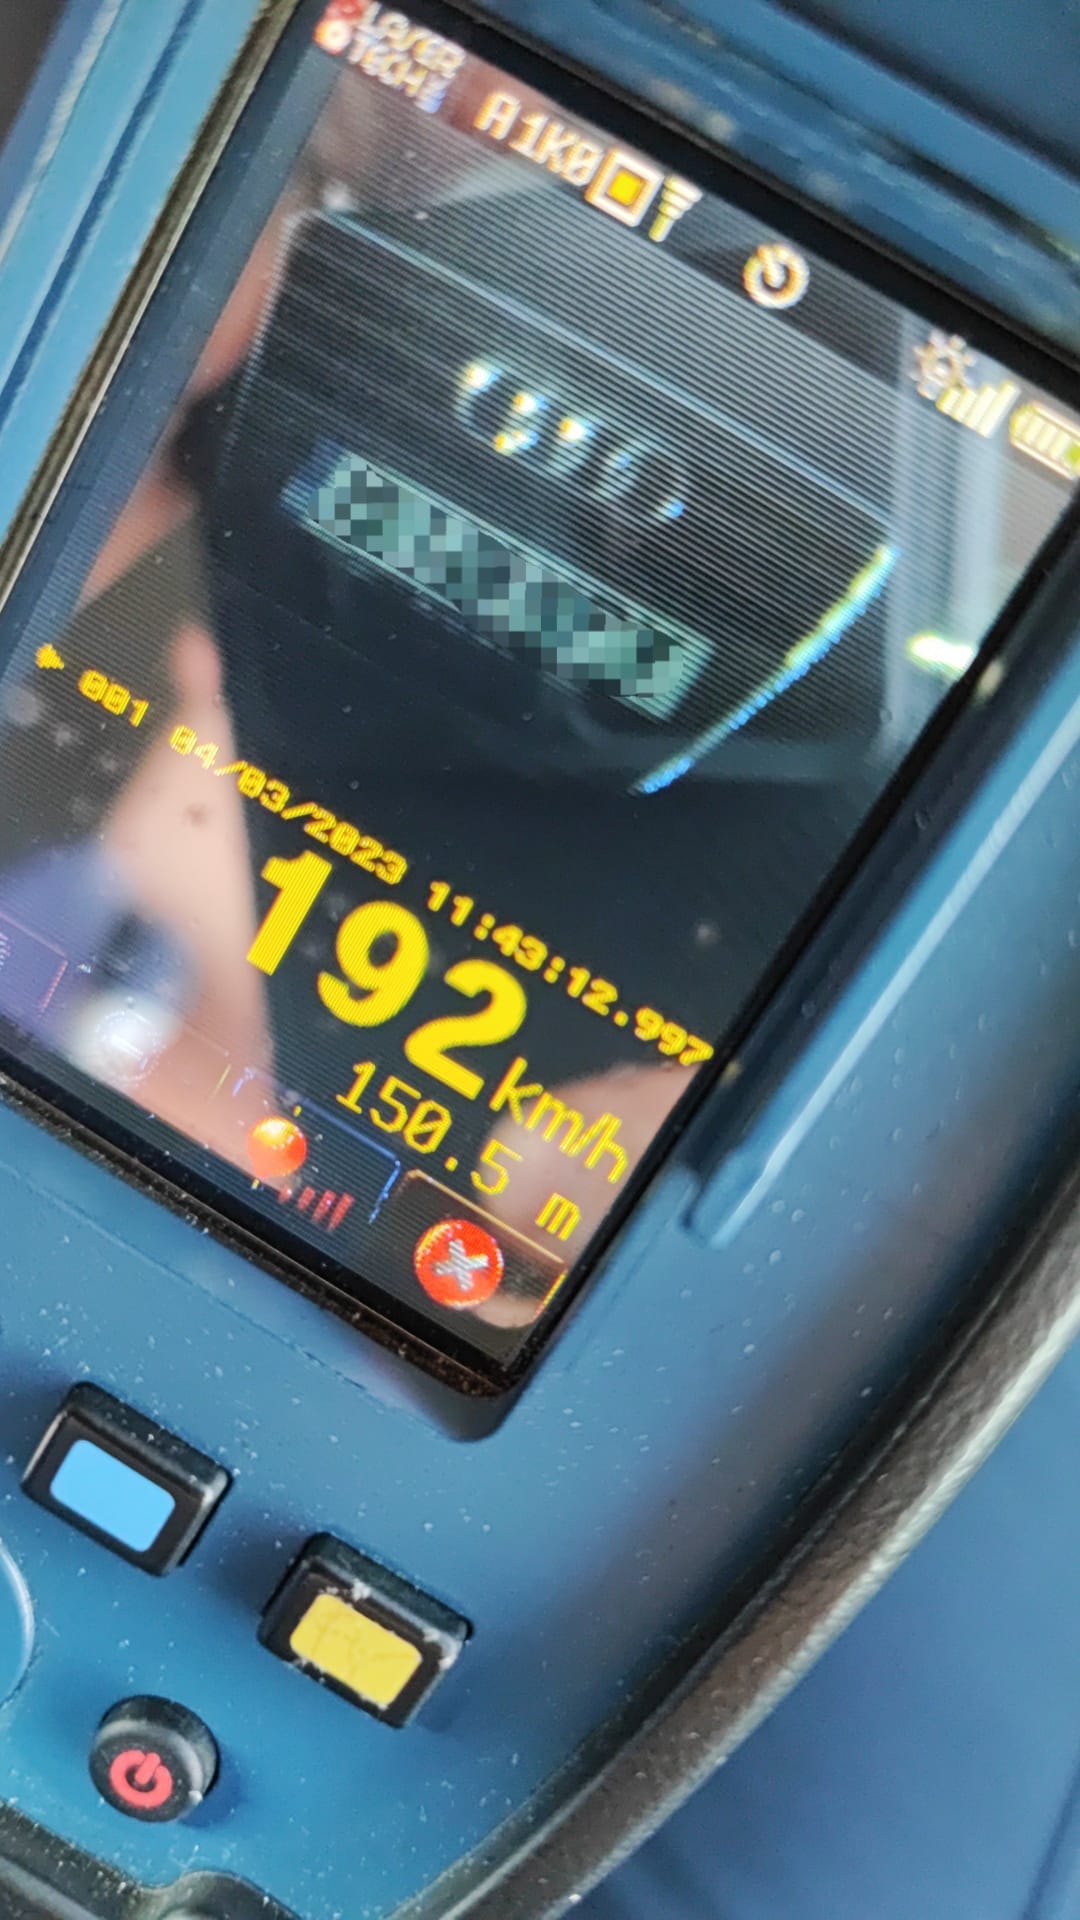 LASER
TECH
A1K0
001 04/03/2023 11:43:12.997
192 km/h
150.5 m